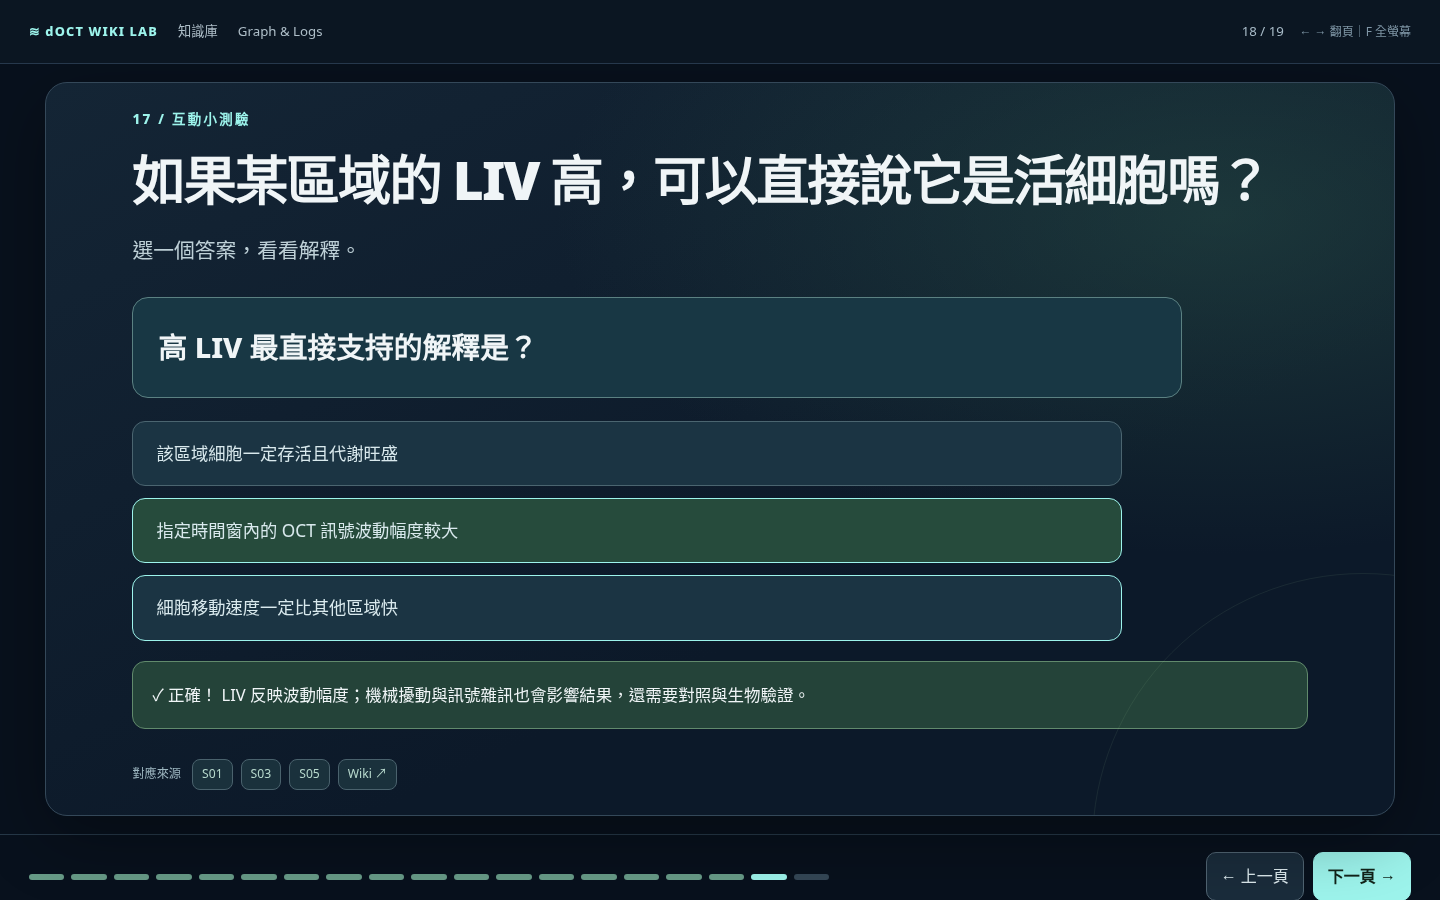 ≋ dOCT WIKI LAB 知識庫 Graph & Logs 18 / 19 ← → 翻頁｜F 全螢幕
17 / 互動小測驗
如果某區域的 LIV 高，可以直接說它是活細胞嗎？
選一個答案，看看解釋。
高 LIV 最直接支持的解釋是？
該區域細胞一定存活且代謝旺盛
指定時間窗內的 OCT 訊號波動幅度較大
細胞移動速度一定比其他區域快
✓ 正確！ LIV 反映波動幅度；機械擾動與訊號雜訊也會影響結果，還需要對照與生物驗證。
對應來源 S01 S03 S05 Wiki ↗
← 上一頁 下一頁 →